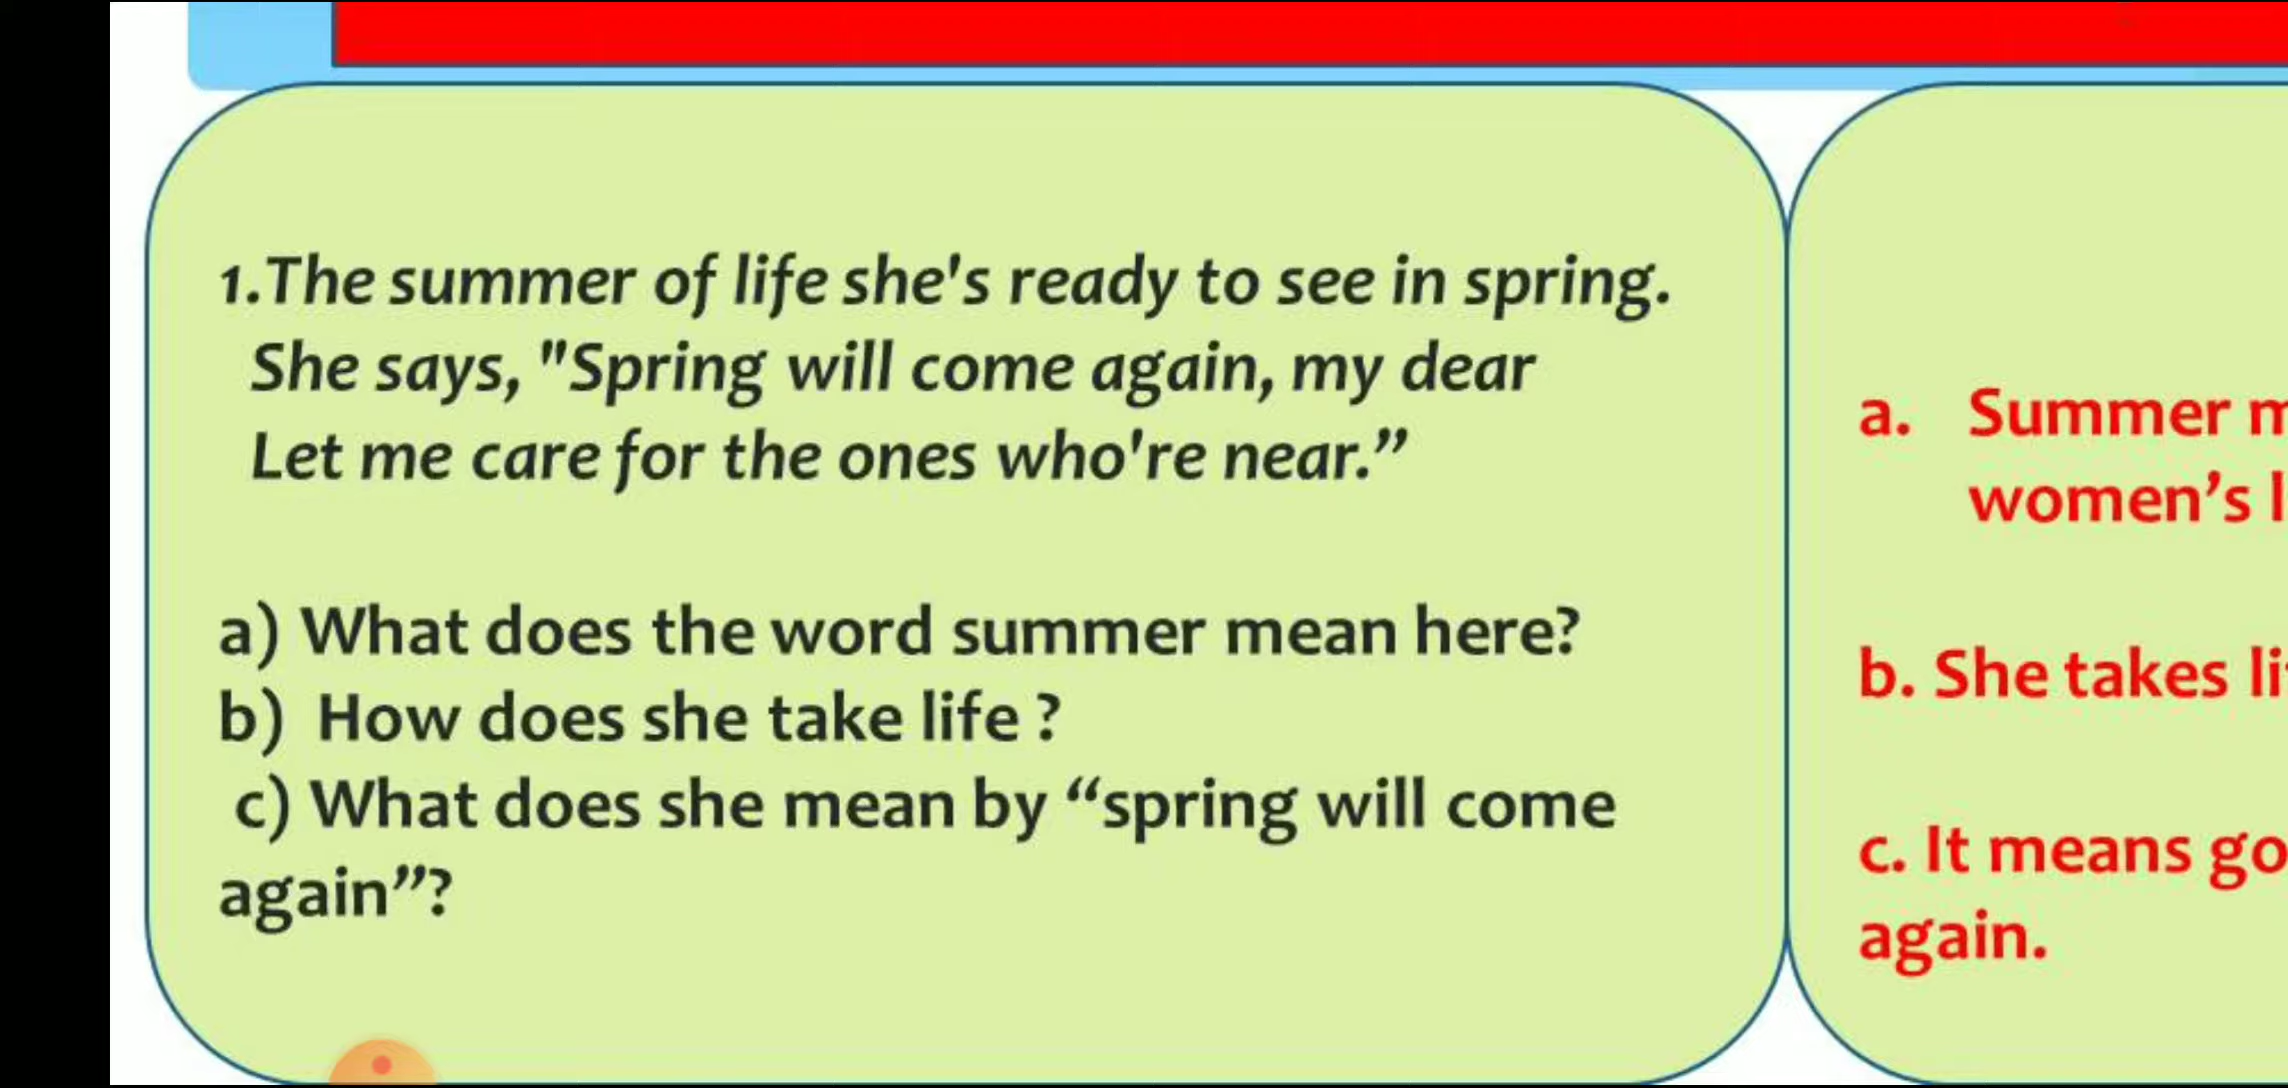 1.The summer of life she's ready to see in spring.
She says, "Spring will come again, my dear
Let me care for the ones who're near.”
a) What does the word summer mean here?
b) How does she take life ?
c) What does she mean by “spring will come
again”?
a. Summer
women’s
b. She takes
c. It means
again.